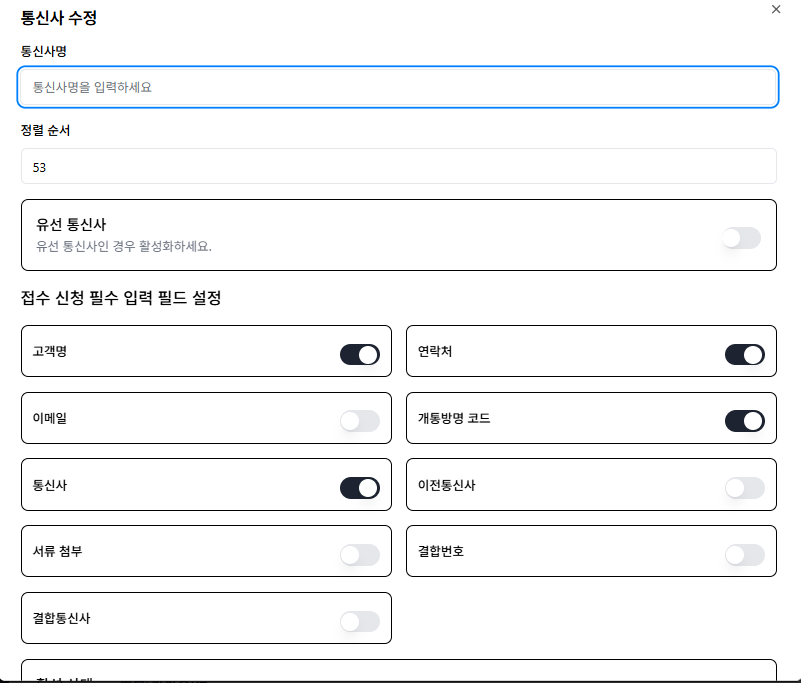 통신사 수정
통신사명
통신사명을 입력하세요
정렬 순서
53
유선 통신사
유선 통신사인 경우 활성화하세요.
접수 신청 필수 입력 필드 설정
고객명
연락처
이메일
개통방명 코드
통신사
이전통신사
서류 첨부
결합번호
결합통신사